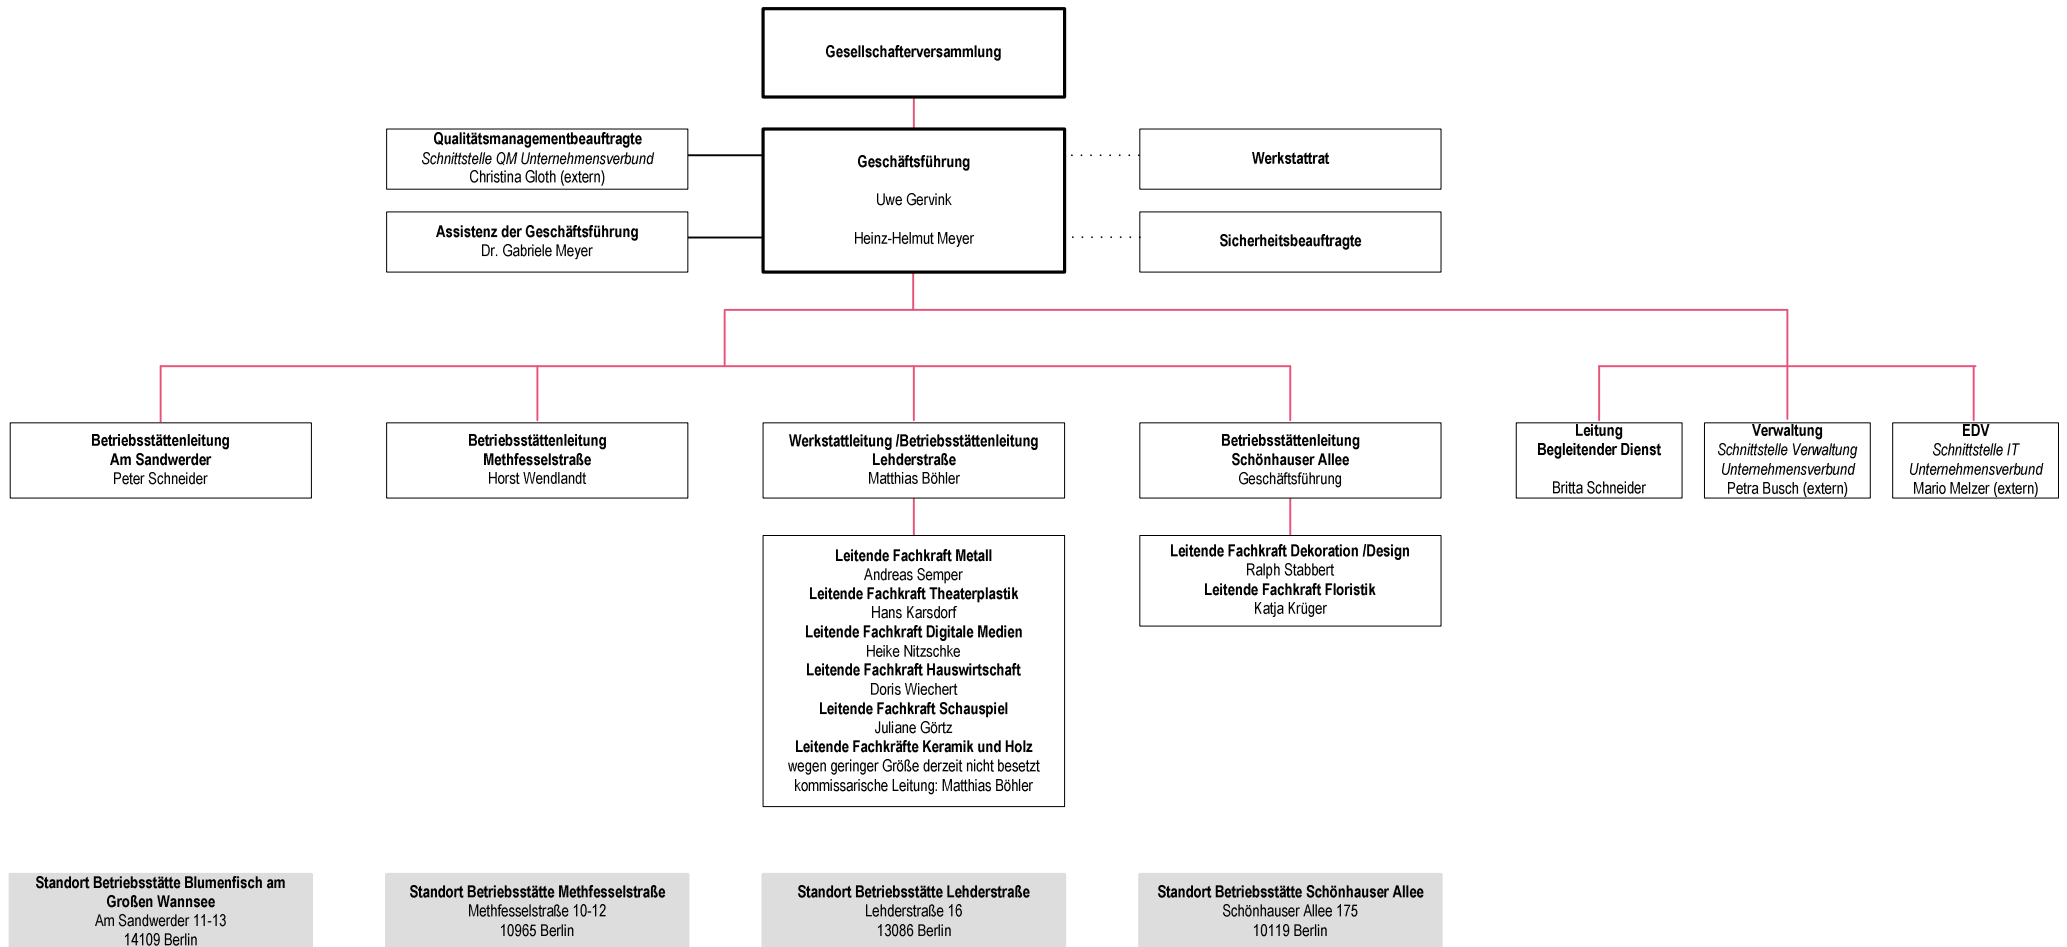 Gesellschafterversammlung
Qualitätsmanagementbeauftragte
Schnittstelle QM Unternehmensverbund
Christina Gloth (extern)
Geschäftsführung
Uwe Gervink
Heinz-Helmut Meyer
Werkstattrat
Assistenz der Geschäftsführung
Dr. Gabriele Meyer
Sicherheitsbeauftragte
Betriebsstättenleitung
Am Sandwerder
Peter Schneider
Betriebsstättenleitung
Methfesselstraße
Horst Wendlandt
Werkstattleitung /Betriebsstättenleitung
Lehderstraße
Matthias Böhler
Betriebsstättenleitung
Schönhauser Allee
Geschäftsführung
Leitung
Begleitender Dienst
Britta Schneider
Verwaltung
Schnittstelle Verwaltung
Unternehmensverbund
Petra Busch (extern)
EDV
Schnittstelle IT
Unternehmensverbund
Mario Melzer (extern)
Leitende Fachkraft Metall
Andreas Semper
Leitende Fachkraft Theaterplastik
Hans Karsdorf
Leitende Fachkraft Digitale Medien
Heike Nitzschke
Leitende Fachkraft Hauswirtschaft
Doris Wiechert
Leitende Fachkraft Schauspiel
Juliane Görtz
Leitende Fachkräfte Keramik und Holz
wegen geringer Größe derzeit nicht besetzt
kommissarische Leitung: Matthias Böhler
Leitende Fachkraft Dekoration /Design
Ralph Stabbert
Leitende Fachkraft Floristik
Katja Krüger
Standort Betriebsstätte Blumenfisch am
Großen Wannsee
Am Sandwerder 11-13
14109 Berlin
Standort Betriebsstätte Methfesselstraße
Methfesselstraße 10-12
10965 Berlin
Standort Betriebsstätte Lehderstraße
Lehderstraße 16
13086 Berlin
Standort Betriebsstätte Schönhauser Allee
Schönhauser Allee 175
10119 Berlin